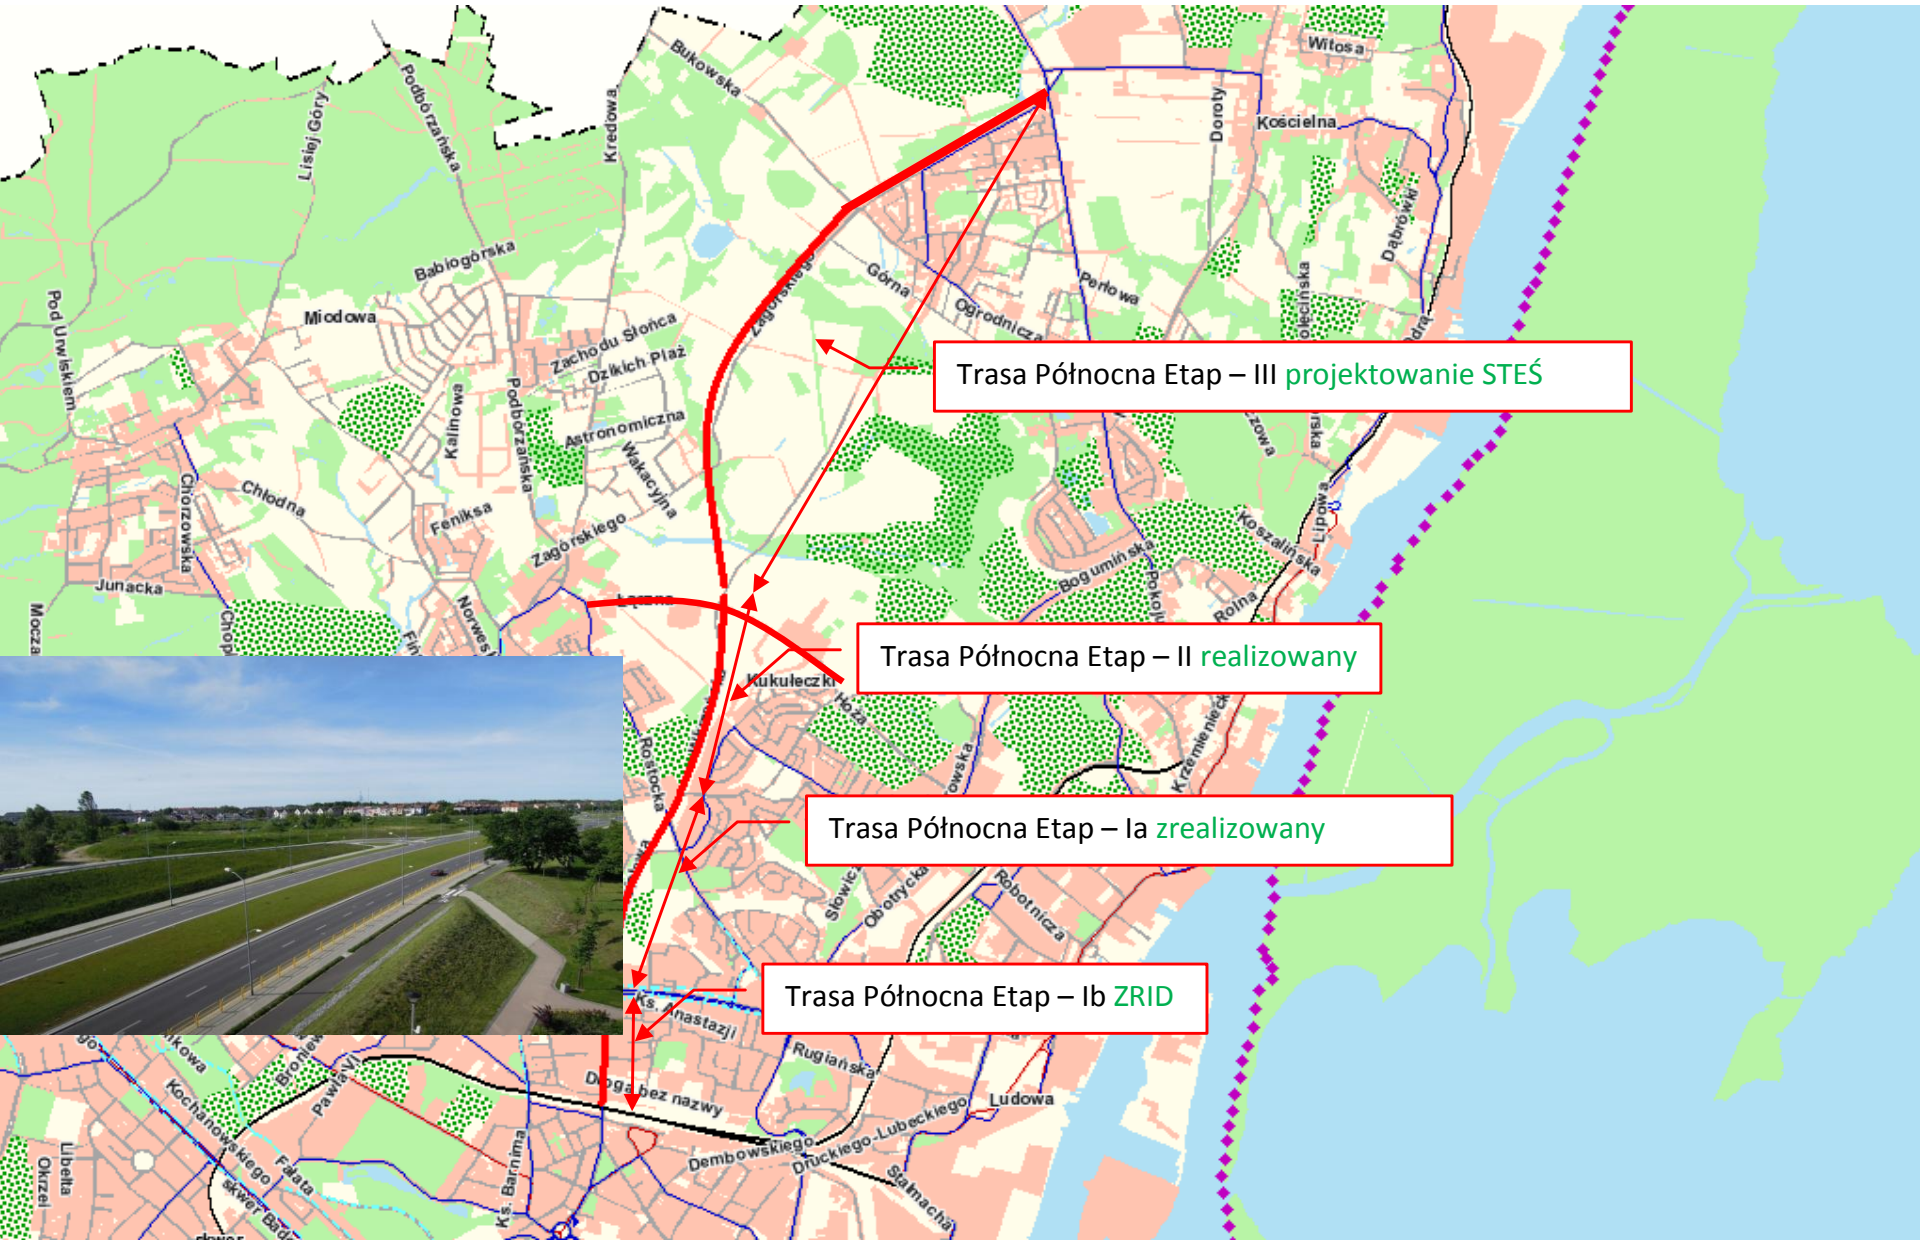 Witosa
Bukowska
Podbórzańska
Lisiej Góry
Kredowa
Doroty
Kościelna
Dąbrówki
Babiogórska
Zagórskiego
Górna
Perłowa
Ogrodnicza
Pod Urwiskiem
Miodowa
Zachodu Słońca
Dzikich Plaż
Trasa Północna Etap – III projektowanie STEŚ
Kalinowa
Podborzańska
Astronomiczna
Wakacyjna
Chorzowska
Chłodna
Feniksa
Zagórskiego
Lipowa
Koszalińska
Bogumińska
Junacka
Łączna
Rolna
Trasa Północna Etap – II realizowany
Kukułeczki
Hoża
Rostocka
Trasa Północna Etap – Ia zrealizowany
Obotrycka
Robotnicza
Trasa Północna Etap – Ib ZRID
Ks. Anastazji
Rugiańska
Droga bez nazwy
Ludowa
Kochanowskiego
Pawła VI
Fałata
Libelta
Okrzei
Ks. Barnima
Dembowskiego
Druckiego-Lubeckiego
Stalmacha